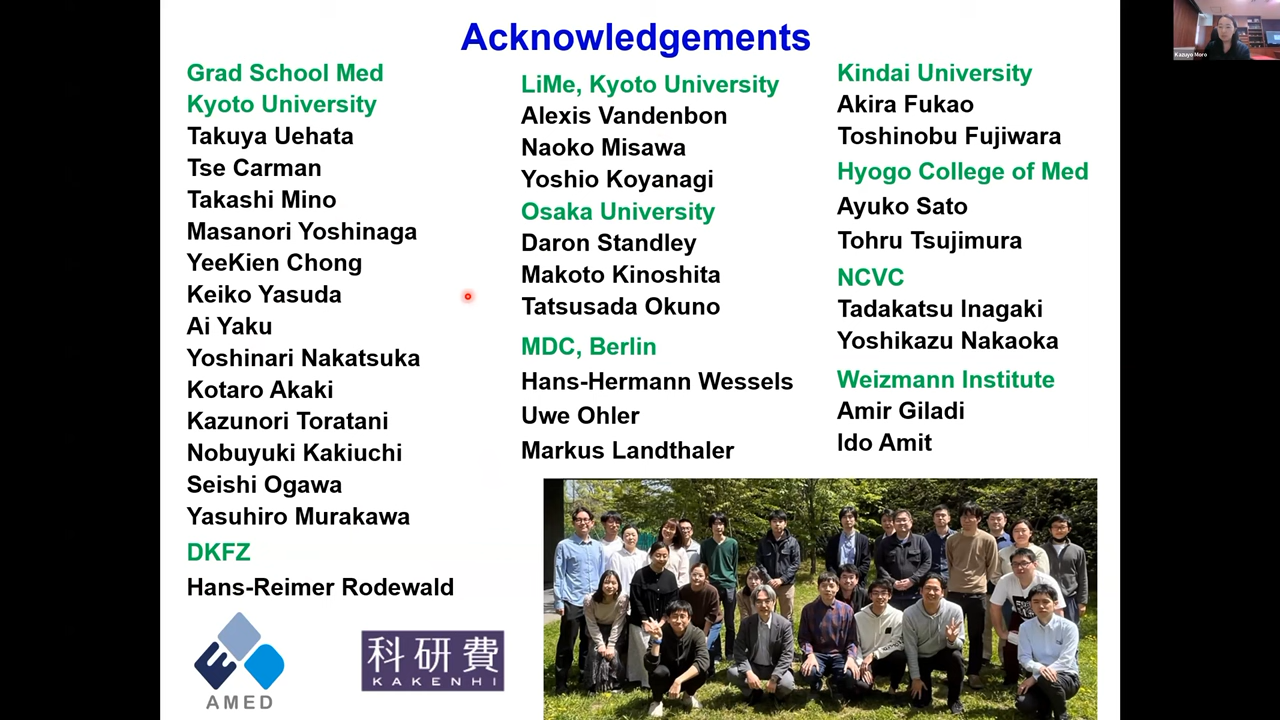 Acknowledgements
Grad School Med
Kyoto University
Takuya Uehata
Tse Carman
Takashi Mino
Masanori Yoshinaga
YeeKien Chong
Keiko Yasuda
Ai Yaku
Yoshinari Nakatsuka
Kotaro Akaki
Kazunori Toratani
Nobuyuki Kakiuchi
Seishi Ogawa
Yasuhiro Murakawa
DKFZ
Hans-Reimer Rodewald
AMED
科研費
KAKENHI
LiMe, Kyoto University
Alexis Vandenbon
Naoko Misawa
Yoshio Koyanagi
Osaka University
Daron Standley
Makoto Kinoshita
Tatsusada Okuno
MDC, Berlin
Hans-Hermann Wessels
Uwe Ohler
Markus Landthaler
Kindai University
Akira Fukao
Toshinobu Fujiwara
Hyogo College of Med
Ayuko Sato
Tohru Tsujimura
NCVC
Tadakatsu Inagaki
Yoshikazu Nakaoka
Weizmann Institute
Amir Giladi
Ido Amit
Kazuyo Moro